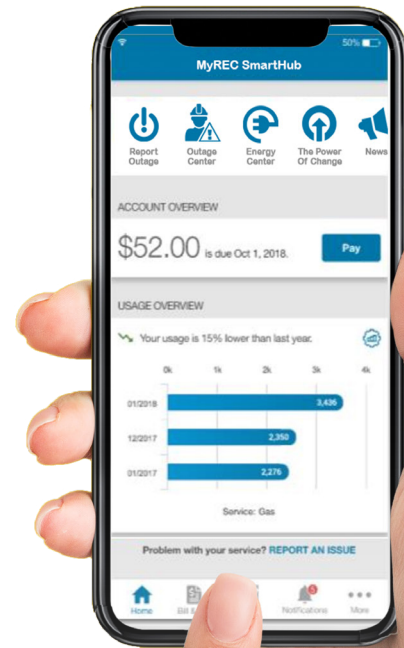 50%
MyREC SmartHub
Report Outage
Outage Center
Energy Center
The Power Of Change
News
ACCOUNT OVERVIEW
$52.00 is due Oct 1, 2018.
Pay
USAGE OVERVIEW
Your usage is 15% lower than last year.
0k 1k 2k 3k 4k
01/2018 3,436
12/2017 2,350
01/2017 2,276
Service: Gas
Problem with your service? REPORT AN ISSUE
5
Home
Bill &
Notifications
More